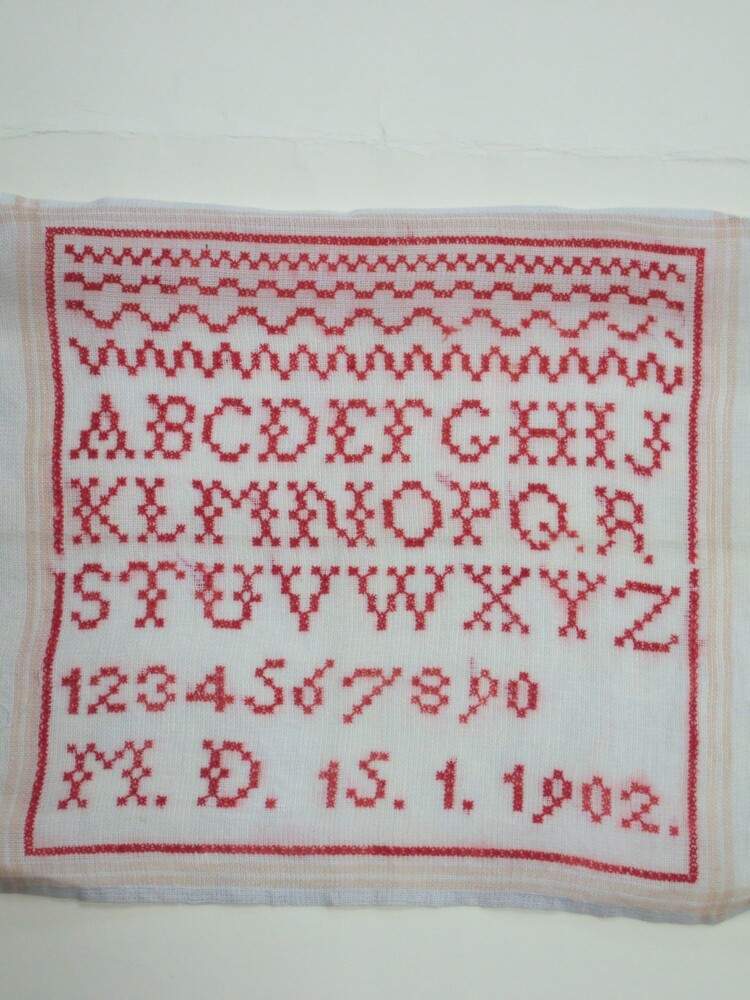 ABCDEFGHIJ
KLMNOPQR.
STUVWXYZ
1234567890
M. D. 15. 1. 1902.